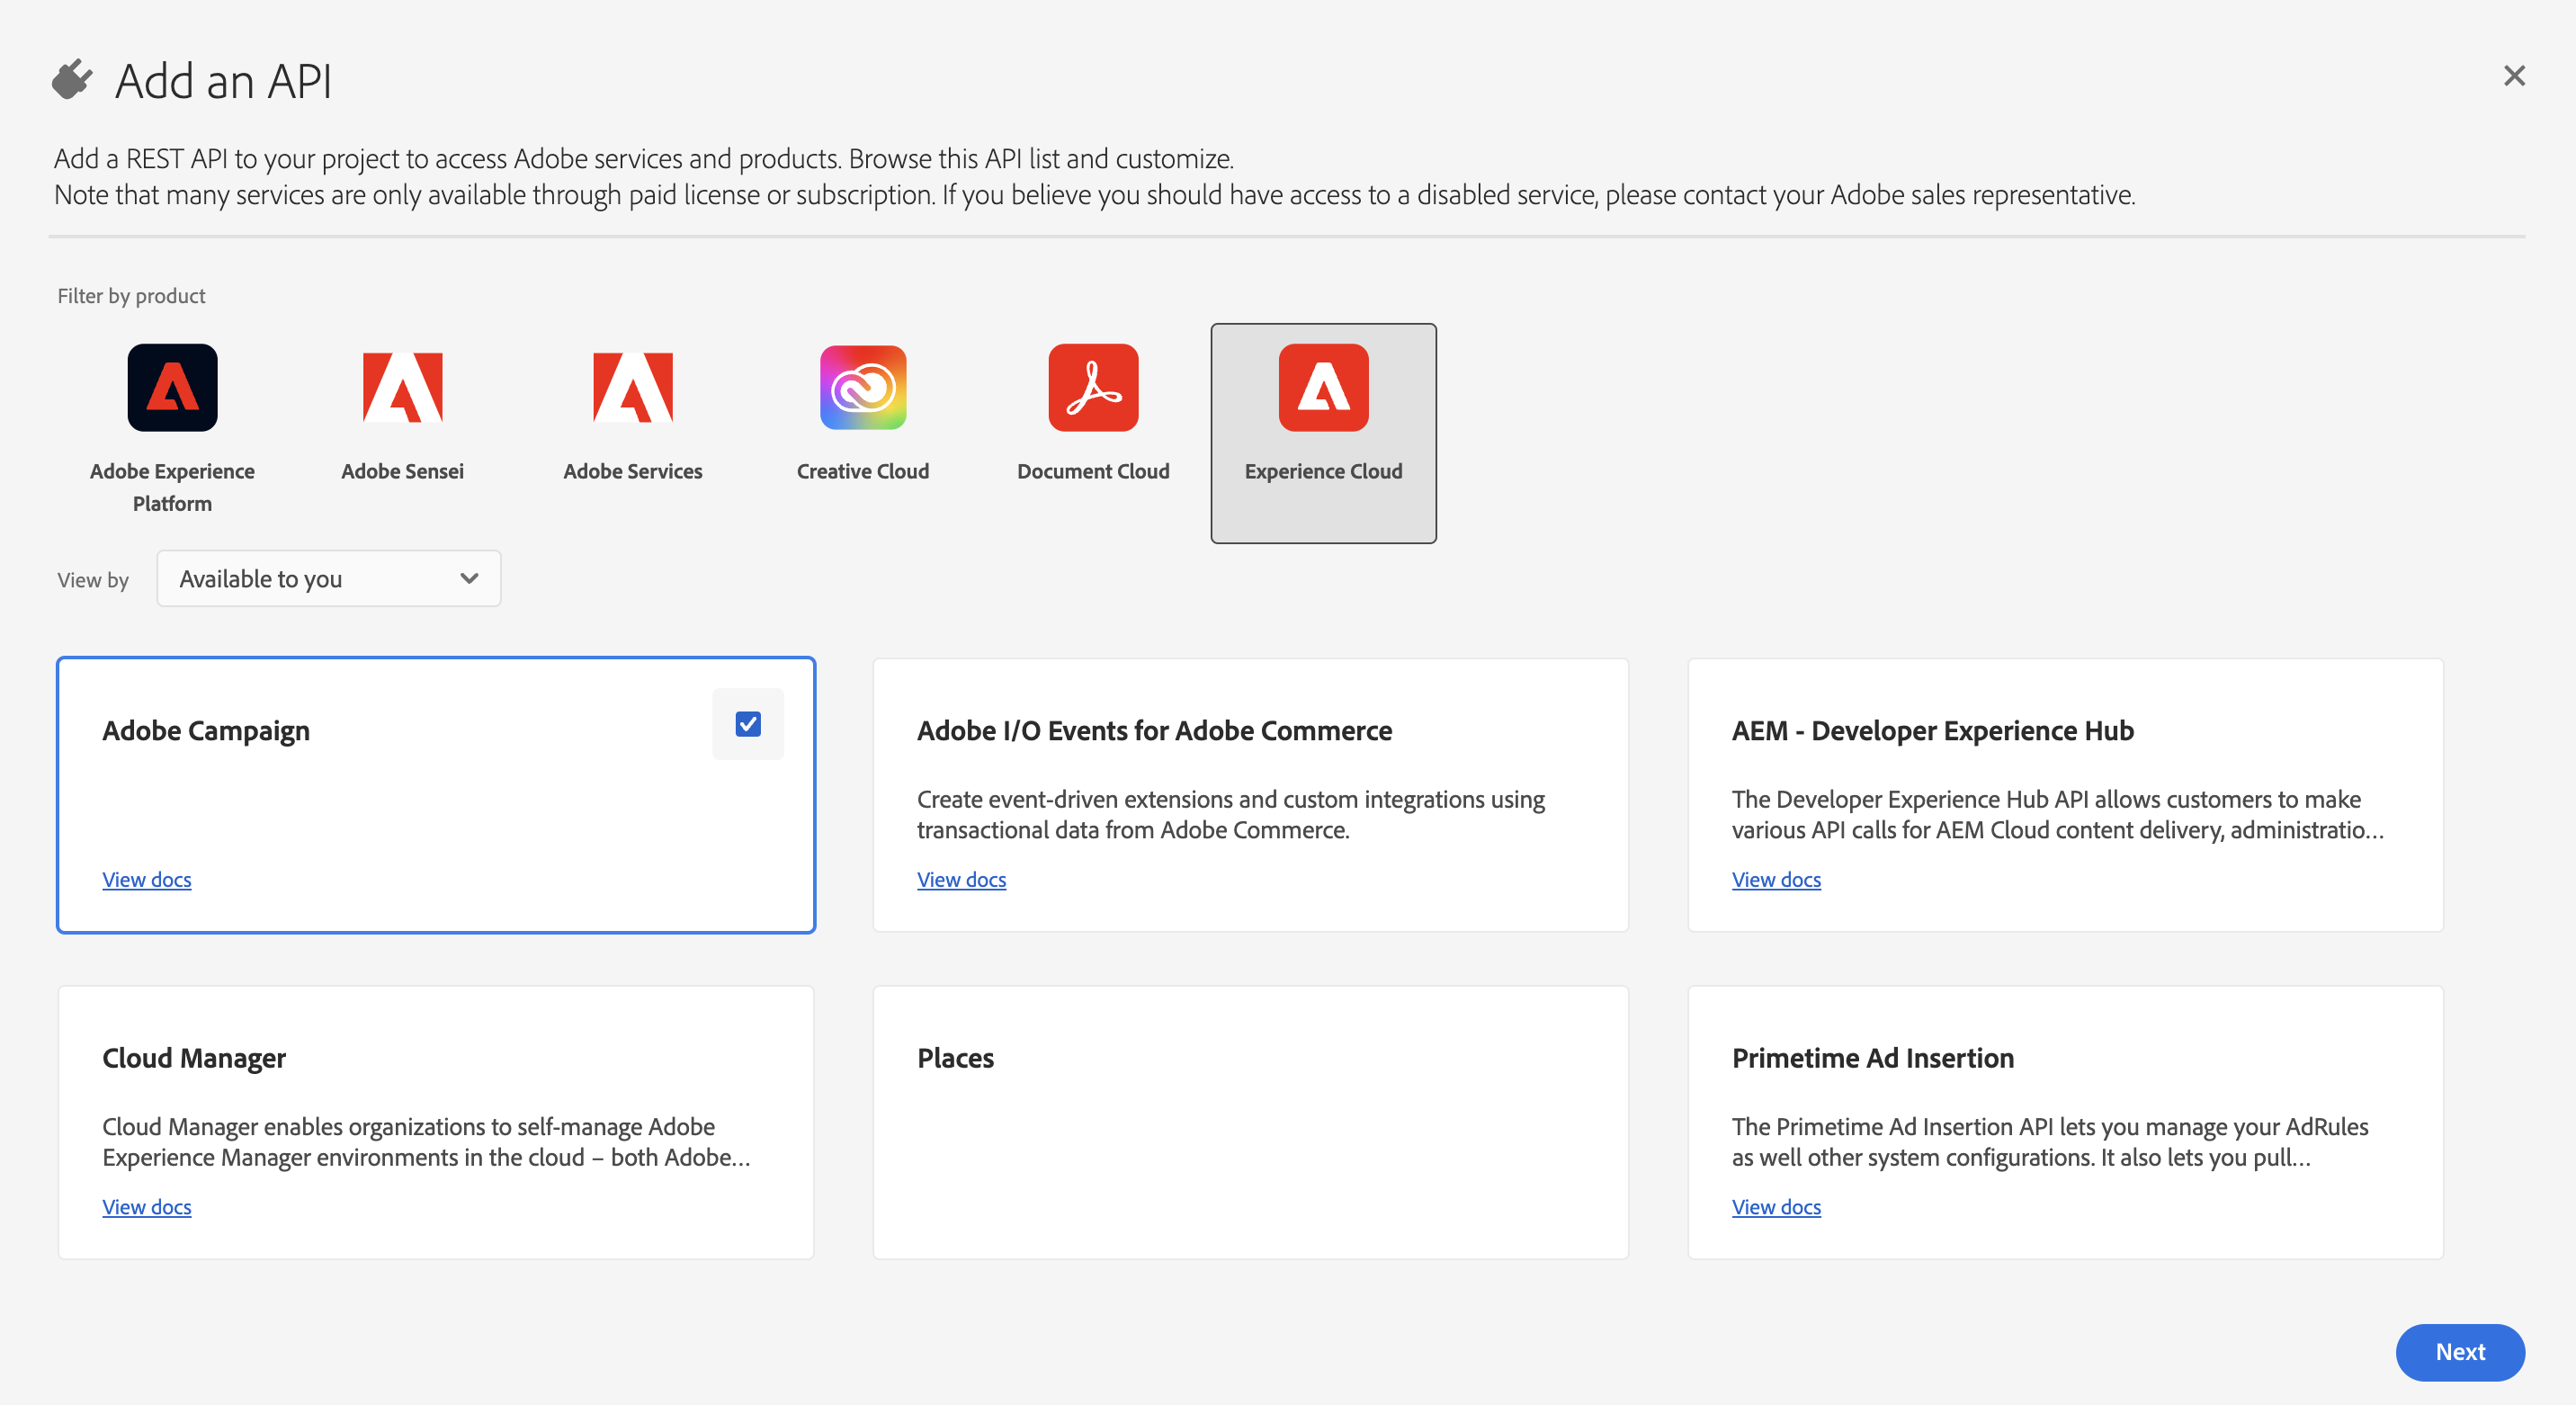 Add an API
Add a REST API to your project to access Adobe services and products. Browse this API list and customize.
Note that many services are only available through paid license or subscription. If you believe you should have access to a disabled service, please contact your Adobe sales representative.
Filter by product
Adobe Experience
Platform
Adobe Sensei
Adobe Services
Creative Cloud
Document Cloud
Experience Cloud
View by
Available to you
Adobe Campaign
View docs
Adobe I/O Events for Adobe Commerce
Create event-driven extensions and custom integrations using
transactional data from Adobe Commerce.
View docs
AEM - Developer Experience Hub
The Developer Experience Hub API allows customers to make
various API calls for AEM Cloud content delivery, administratio...
View docs
Cloud Manager
Cloud Manager enables organizations to self-manage Adobe
Experience Manager environments in the cloud – both Adobe...
View docs
Places
Primetime Ad Insertion
The Primetime Ad Insertion API lets you manage your AdRules
as well other system configurations. It also lets you pull...
View docs
Next